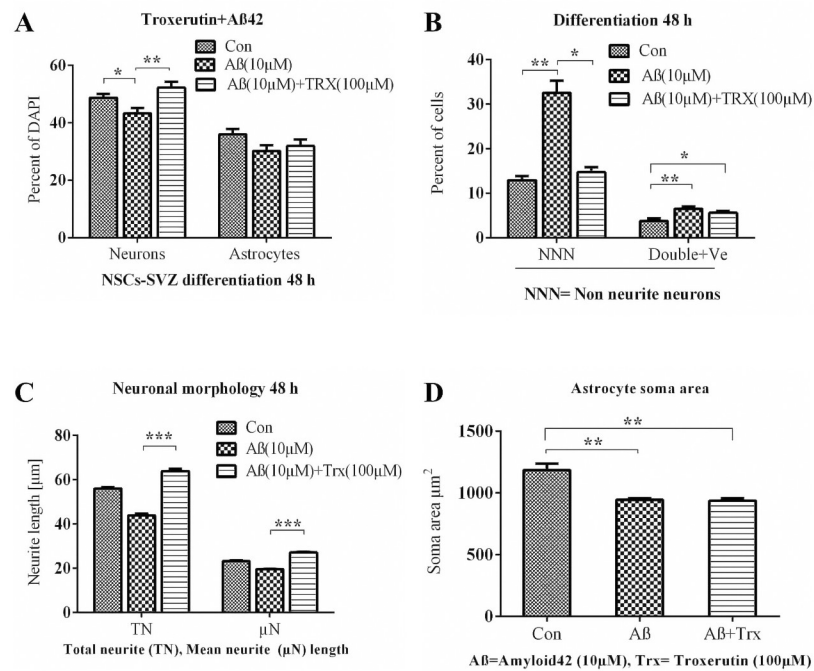 A
Troxerutin+Aß42
Con
Aß(10µM)
Aß(10µM)+TRX(100µM)
*
**
Percent of DAPI
60
40
20
0
Neurons
Astrocytes
NSCs-SVZ differentiation 48 h
B
Differentiation 48 h
Con
Aß(10µM)
Aß(10µM)+TRX(100µM)
**
*
**
*
Percent of cells
40
30
20
10
0
NNN
Double+Ve
NNN= Non neurite neurons
C
Neuronal morphology 48 h
Con
Aß(10µM)
Aß(10µM)+Trx(100µM)
***
***
Neurite length [µm]
80
60
40
20
0
TN
µN
Total neurite (TN), Mean neurite (µN) length
D
Astrocyte soma area
**
**
Soma area µm²
1500
1000
500
0
Con
Aß
Aß+Trx
Aß=Amyloid42 (10µM), Trx= Troxerutin (100µM)